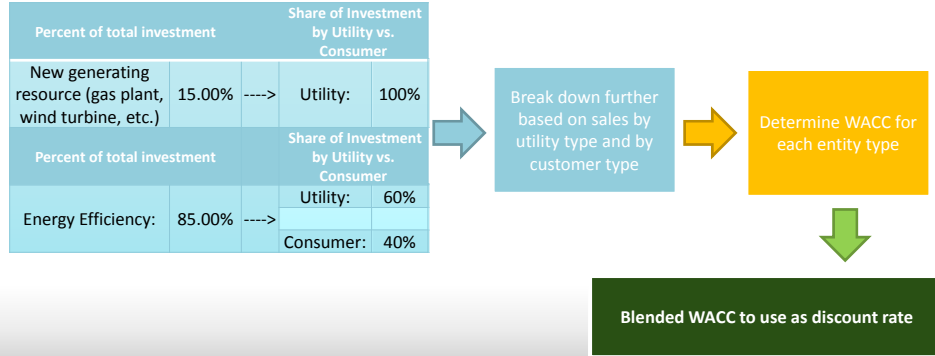 Percent of total investment
Share of Investment
by Utility vs.
Consumer
New generating
resource (gas plant,
wind turbine, etc.)
15.00%
---->
Utility:
100%
Percent of total investment
Share of Investment
by Utility vs.
Consumer
Energy Efficiency:
85.00%
---->
Utility:
60%
Consumer:
40%
Break down further
based on sales by
utility type and by
customer type
Determine WACC for
each entity type
Blended WACC to use as discount rate